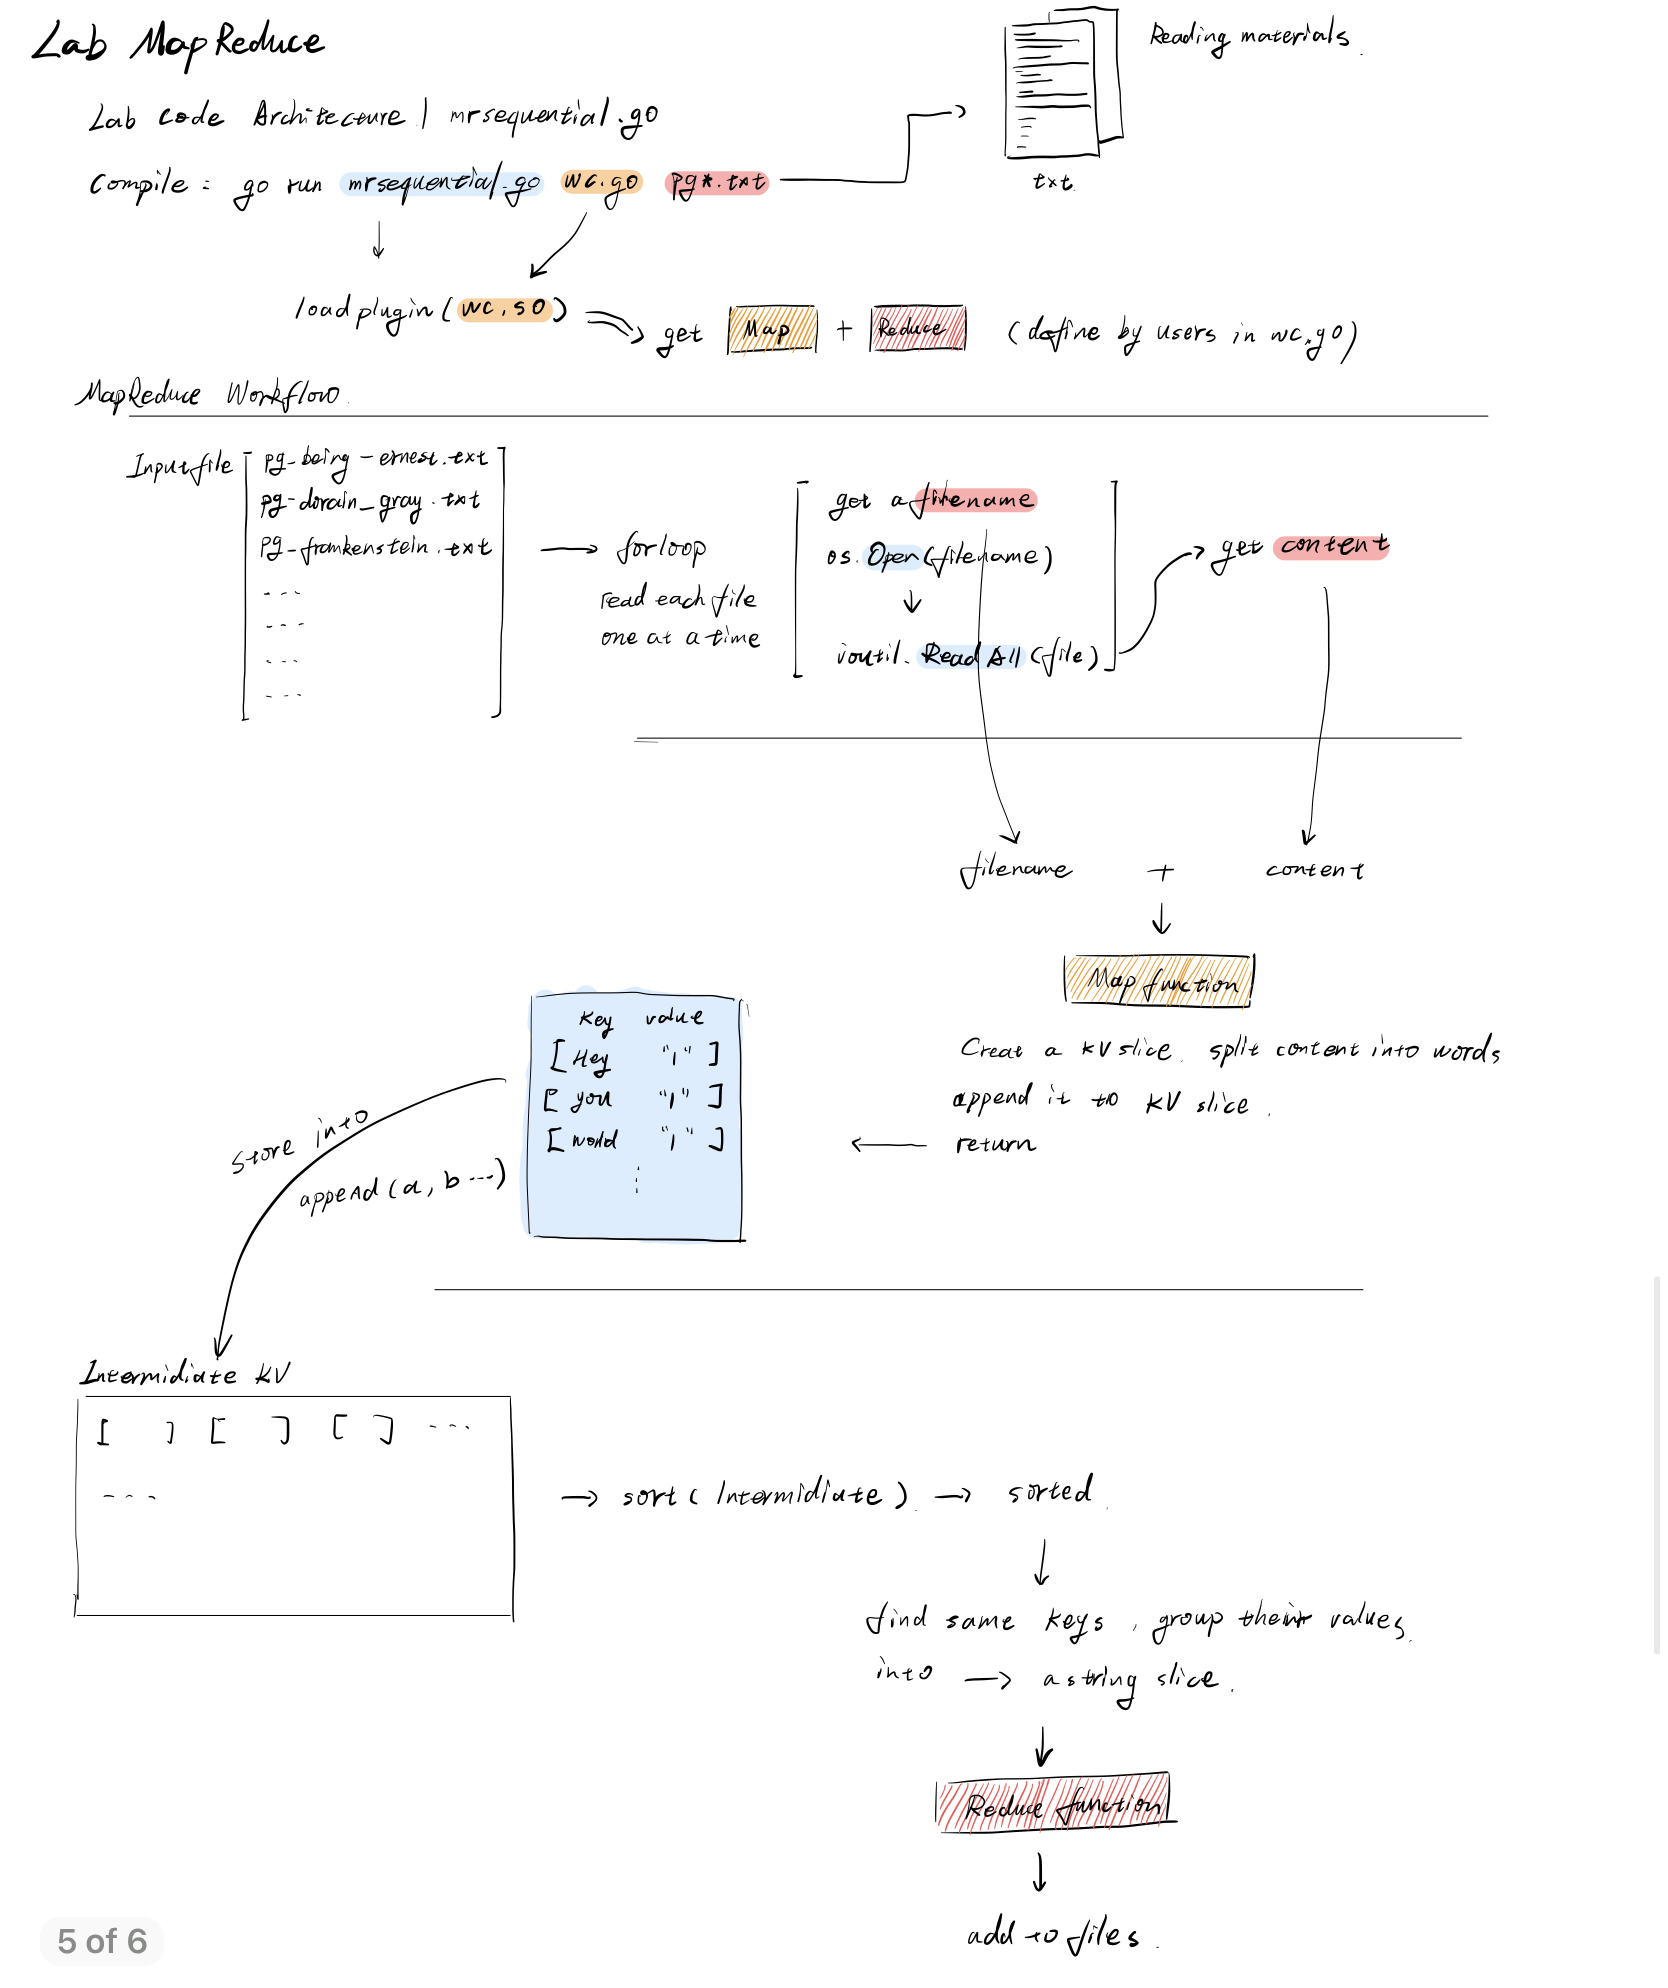 Lab MapReduce
Reading materials.
Lab Code Architecture | mrsequential.go
Compile: go run mrsequential.go wc.go pg*.txt
txt.
loadplugin(wc.so) get Map + Reduce (define by users in wc.go)
MapReduce Workflow.
Input file
pg-being-ernest.txt
pg-dorain_gray.txt
pg-frankenstein.txt
---
---
---
---
forloop
read each file
one at a time
get a filename
os.Open(filename)
ioutil.ReadAll(file)
get content
filename + content
Map function
Creat a KV slice. split content into words
append it to KV slice.
return
Key value
[Hey "1"]
[you "1"]
[world "1"]
store into
append(a, b...)
Intermidiate KV
[ ] [ ] [ ] ---
---
→ sort(Intermidiate) → sorted
find same keys, group their values.
into → a string slice.
Reduce function
add to files.
5 of 6